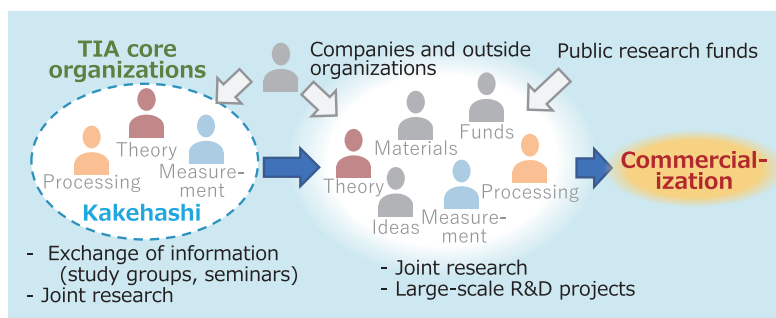 TIA core
organizations
Companies and outside
organizations
Public research funds
Theory
Processing
Measure-
ment
Kakehashi
Funds
Materials
Theory
Processing
Ideas
Measure-
ment
Commercial-
ization
- Exchange of information
(study groups, seminars)
- Joint research
- Joint research
- Large-scale R&D projects